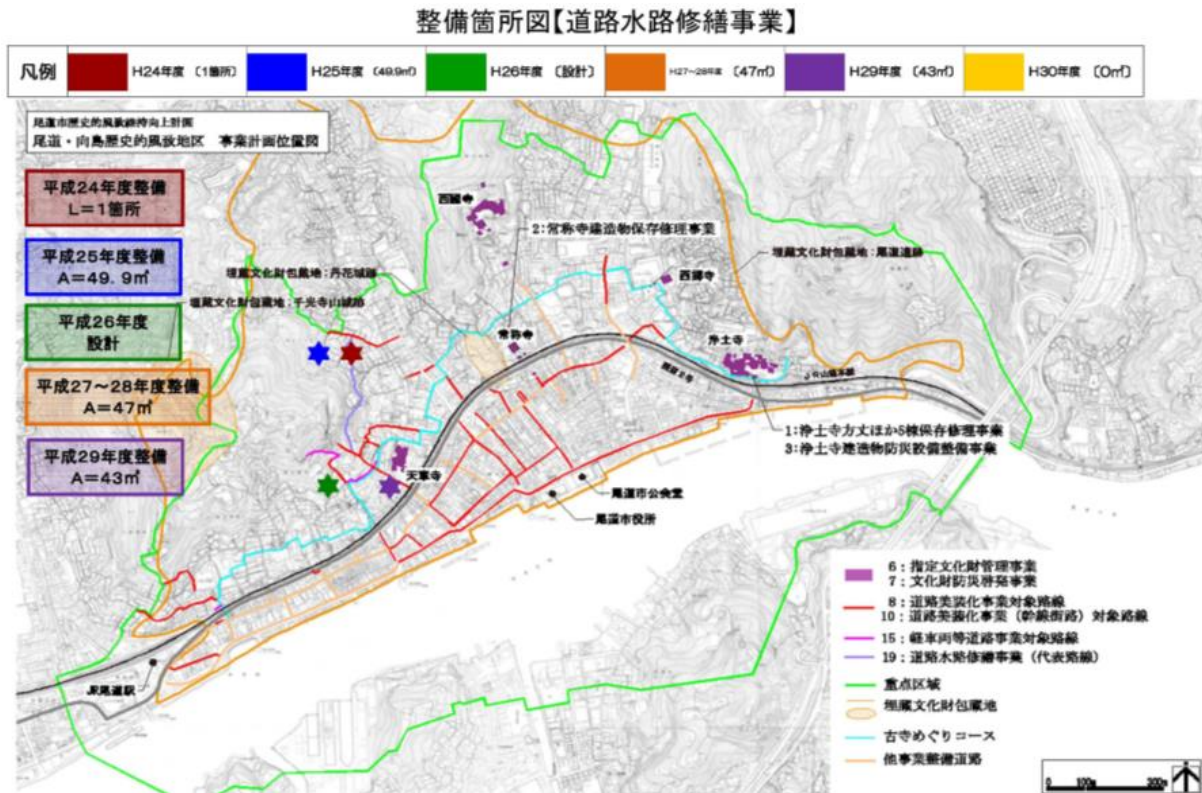 整備箇所図【道路水路修繕事業】
凡例
H24年度 〔1箇所〕
H25年度 〔49.9㎡〕
H26年度 〔設計〕
H27～28年度 〔47㎡〕
H29年度 〔43㎡〕
H30年度 〔0㎡〕
尾道市歴史的風致維持向上計画
尾道・向島歴史的風致地区 事業計画位置図
平成24年度整備
L＝1箇所
平成25年度整備
A＝49.9㎡
平成26年度
設計
平成27～28年度整備
A＝47㎡
平成29年度整備
A＝43㎡
西國寺
2：常称寺建造物保存修理事業
埋蔵文化財包蔵地：丹花城跡
埋蔵文化財包蔵地：尾道遺跡
埋蔵文化財包蔵地：千光寺山城跡
西郷寺
常称寺
浄土寺
国道2号
JR山陽本線
1：浄土寺方丈ほか5棟保存修理事業
3：浄土寺建造物防災設備整備事業
天寧寺
尾道市公会堂
尾道市役所
JR尾道駅
6：指定文化財管理事業
7：文化財防災啓発事業
8：道路美装化事業対象路線
10：道路美装化事業（幹線街路）対象路線
15：軽車両等道路事業対象路線
19：道路水路修繕事業（代表路線）
重点区域
埋蔵文化財包蔵地
古寺めぐりコース
他事業整備道路
0 100m 200m